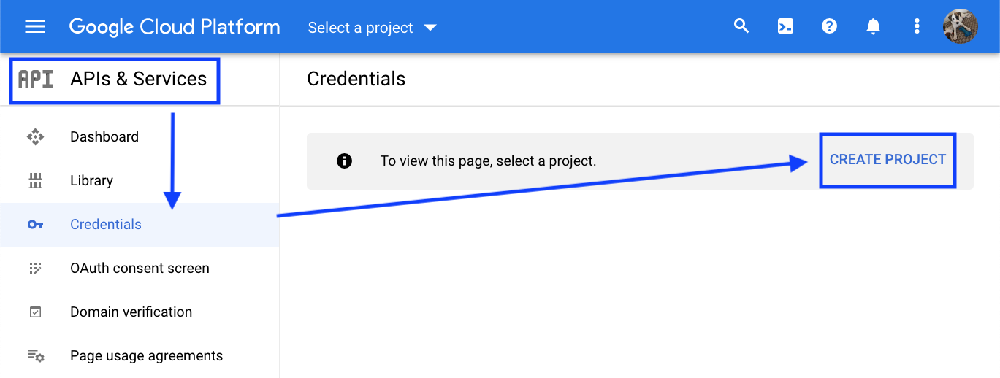 Google Cloud Platform
Select a project
API APIs & Services
Credentials
Dashboard
Library
Credentials
OAuth consent screen
Domain verification
Page usage agreements
To view this page, select a project.
CREATE PROJECT